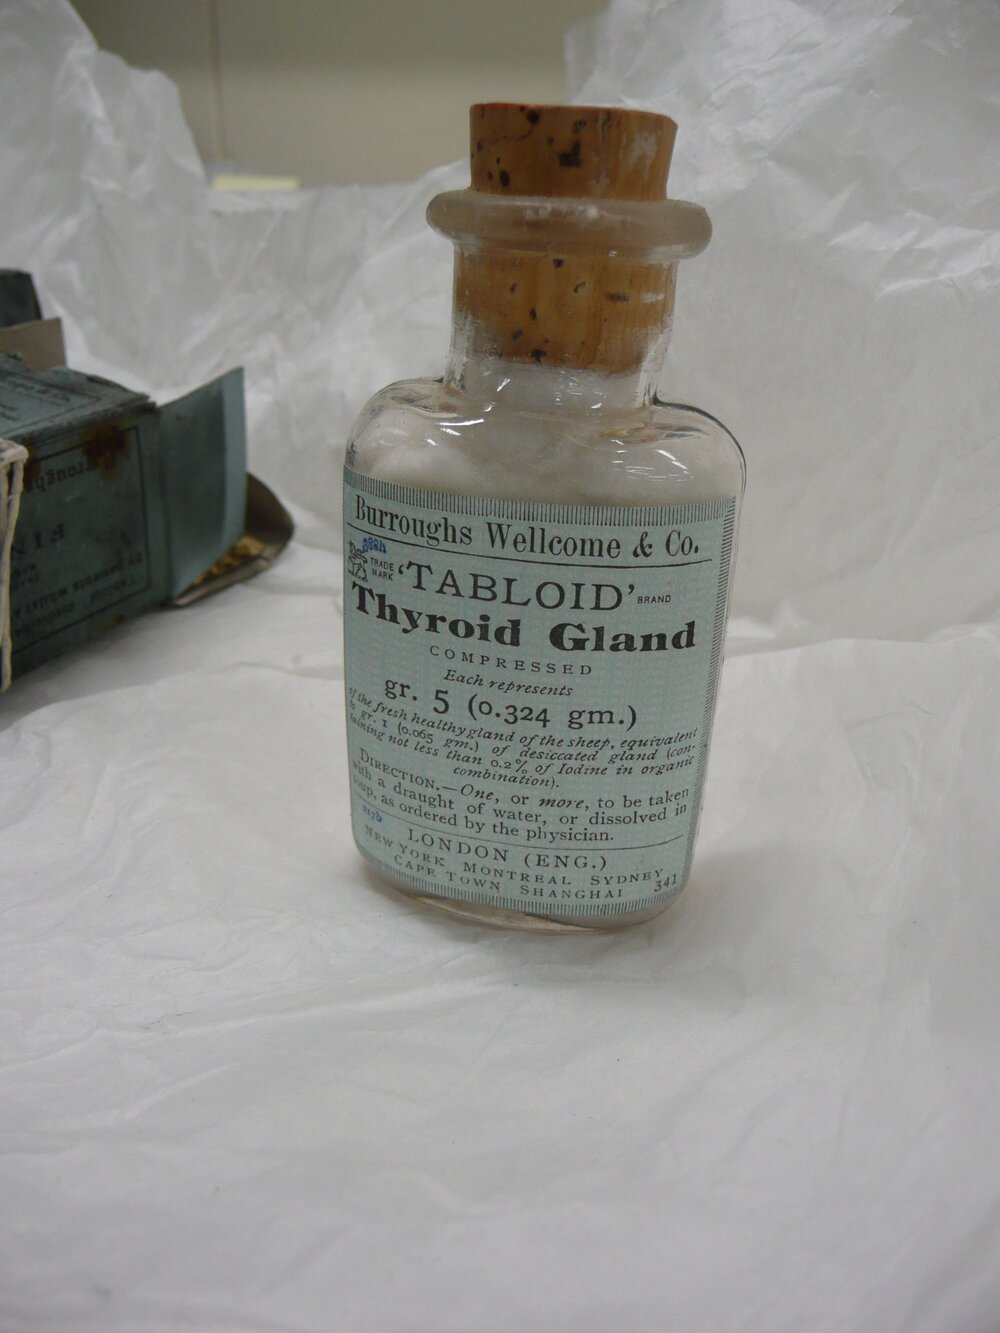 Burroughs Wellcome & Co.
TRADE MARK 'TABLOID' BRAND
Thyroid Gland
COMPRESSED
Each represents
gr. 5 (0.324 gm.)
of the fresh healthy gland of the sheep, equivalent
to gr. 1 (0.065 gm.) of desiccated gland (con-
taining not less than 0.2% of Iodine in organic
combination).
DIRECTION.—One, or more, to be taken
with a draught of water, or dissolved in
soup, as ordered by the physician.
LONDON (ENG.)
NEW YORK MONTREAL SYDNEY
CAPE TOWN SHANGHAI 341